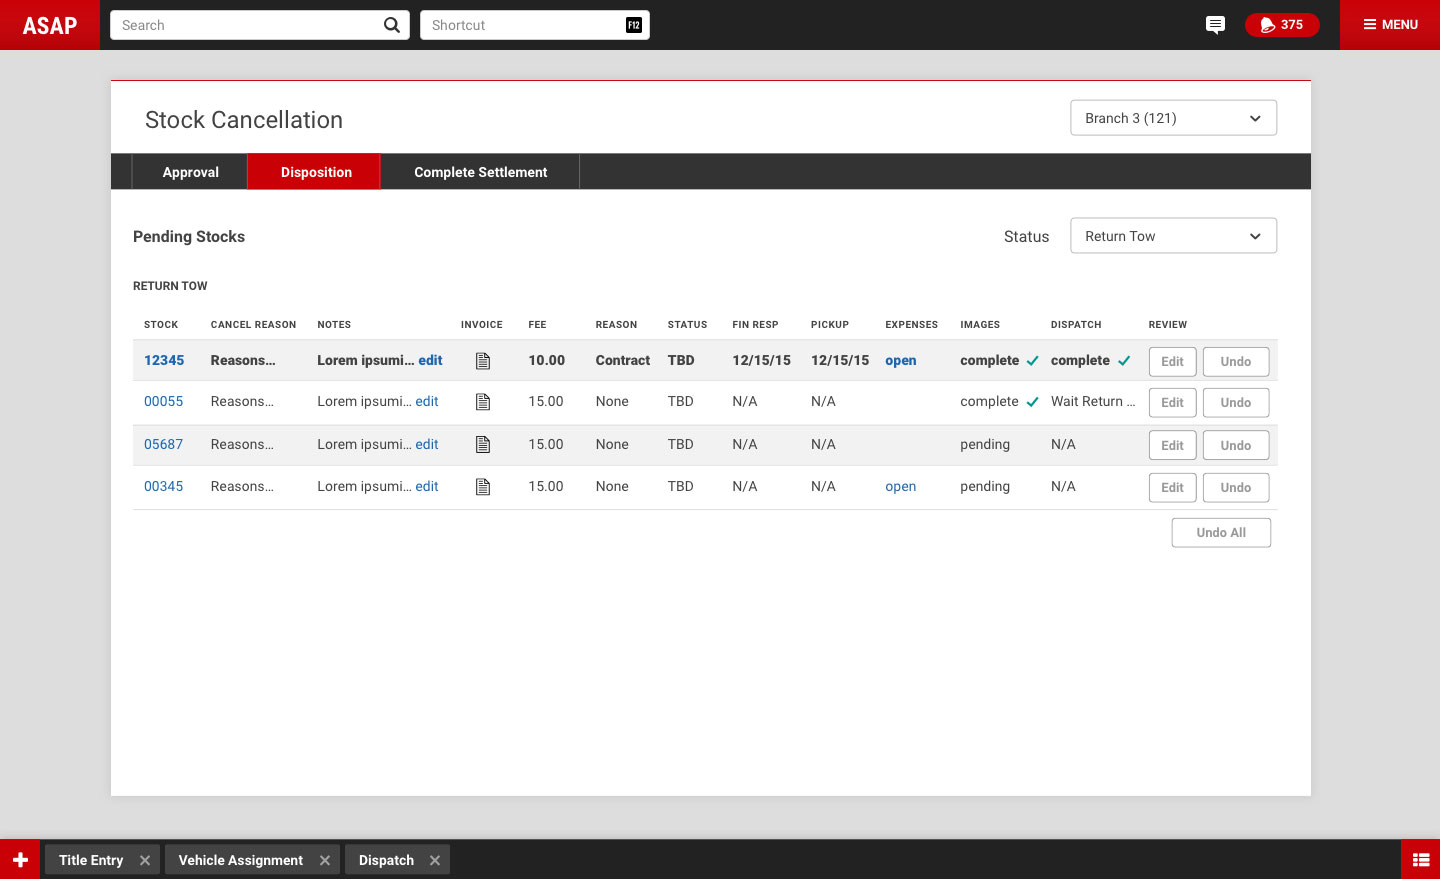 ASAP Search Shortcut F12 375 MENU
Stock Cancellation Branch 3 (121)
Approval Disposition Complete Settlement
Pending Stocks Status Return Tow
RETURN TOW
STOCK CANCEL REASON NOTES INVOICE FEE REASON STATUS FIN RESP PICKUP EXPENSES IMAGES DISPATCH REVIEW
12345 Reasons... Lorem ipsumi... edit 10.00 Contract TBD 12/15/15 12/15/15 open complete complete Edit Undo
00055 Reasons... Lorem ipsumi... edit 15.00 None TBD N/A N/A complete Wait Return ... Edit Undo
05687 Reasons... Lorem ipsumi... edit 15.00 None TBD N/A N/A pending N/A Edit Undo
00345 Reasons... Lorem ipsumi... edit 15.00 None TBD N/A N/A open pending N/A Edit Undo
Undo All
Title Entry Vehicle Assignment Dispatch